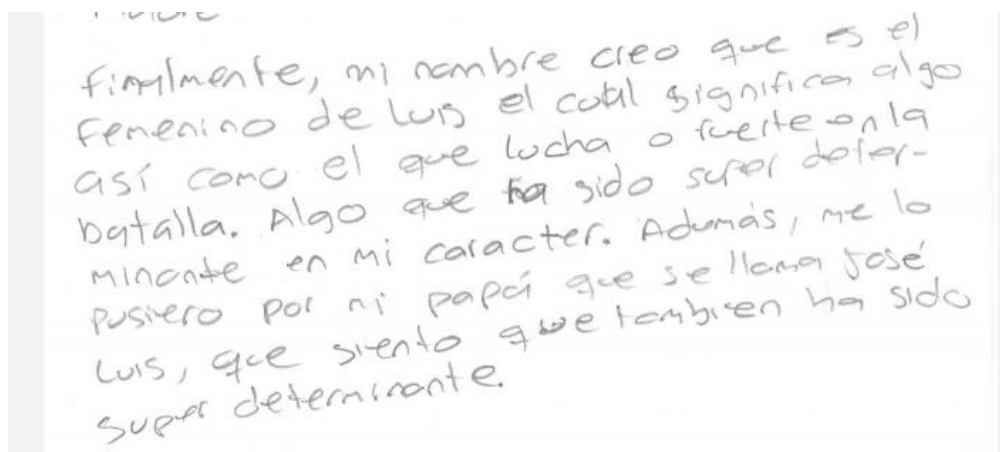 finalmente, mi nombre creo que es el
femenino de Luis el cual significa algo
así como el que lucha o fuerte en la
batalla. Algo que ha sido super deter-
minante en mi caracter. Además, me lo
pusiero por mi papá que se llama José
Luis, que siento que tambien ha sido
super determinante.